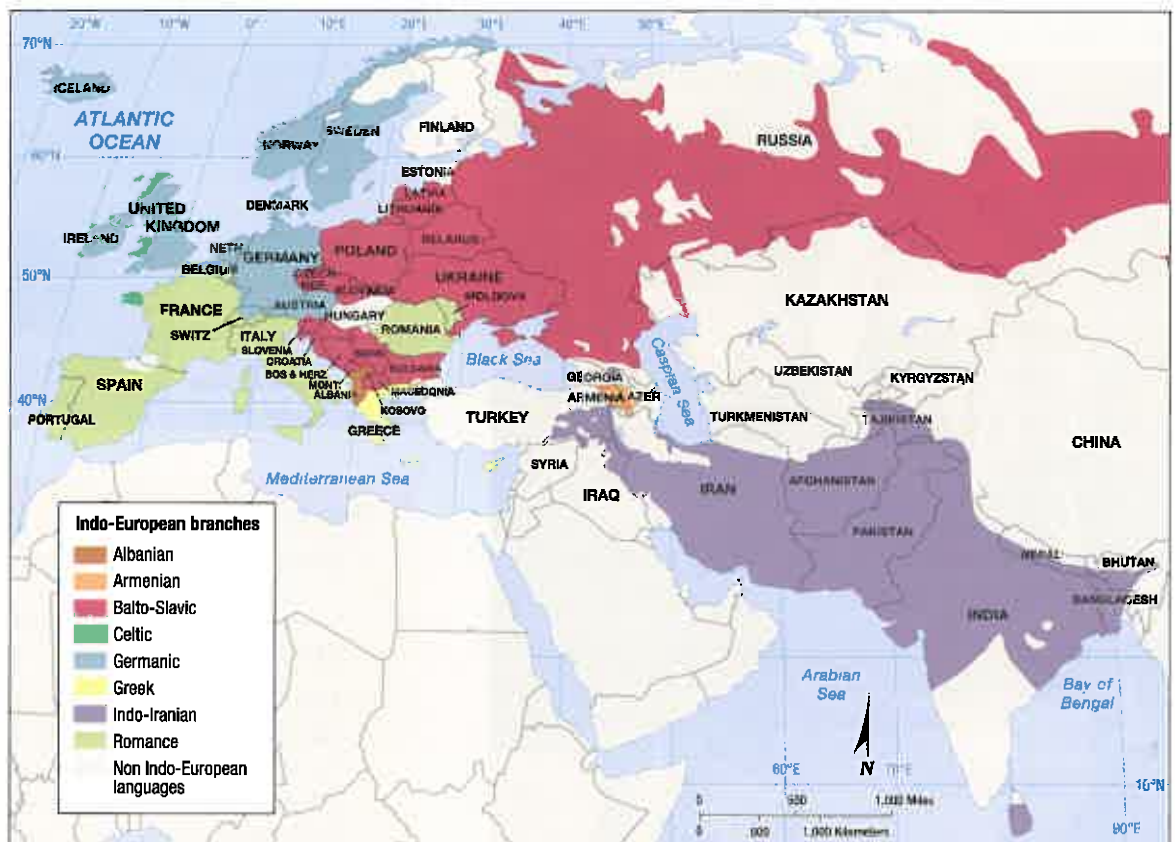 20°W
10°W
0°
10°E
20°E
30°E
40°E
50°E
70°N
ICELAND
ATLANTIC
OCEAN
SWEDEN
FINLAND
NORWAY
RUSSIA
60°N
ESTONIA
LATVIA
LITHUANIA
DENMARK
UNITED
KINGDOM
IRELAND
NETH
BELGIUM
GERMANY
POLAND
BELARUS
50°N
UKRAINE
SLOVAKIA
MOLDOVA
FRANCE
AUSTRIA
HUNGARY
KAZAKHSTAN
SWITZ
ITALY
ROMANIA
SLOVENIA
CROATIA
BOS & HERZ
BULGARIA
Black Sea
Caspian Sea
UZBEKISTAN
KYRGYZSTAN
SPAIN
MONT
ALBANI
MACEDONIA
KOSOVO
GEORGIA
ARMENIA
AZER
40°N
PORTUGAL
GREECE
TURKEY
TURKMENISTAN
TAJIKISTAN
CHINA
SYRIA
IRAQ
IRAN
AFGHANISTAN
Mediterranean Sea
PAKISTAN
NEPAL
BHUTAN
BANGLADESH
INDIA
Arabian
Sea
Bay of
Bengal
Indo-European branches
Albanian
Armenian
Balto-Slavic
Celtic
Germanic
Greek
Indo-Iranian
Romance
Non Indo-European
languages
N
60°E
10°N
90°E
0
500
1,000 Miles
0
500
1,000 Kilometers